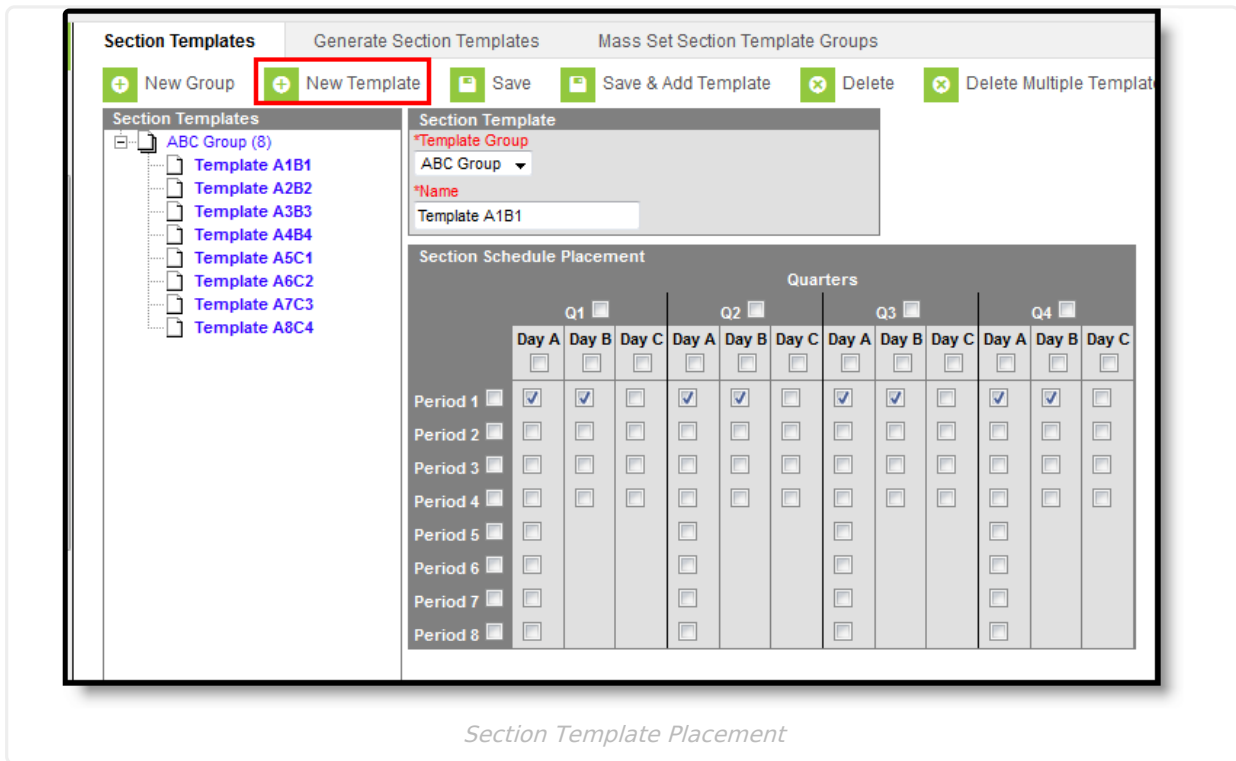 Section Templates Generate Section Templates Mass Set Section Template Groups
New Group New Template Save Save & Add Template Delete Delete Multiple Templat
Section Templates
ABC Group (8)
Template A1B1
Template A2B2
Template A3B3
Template A4B4
Template A5C1
Template A6C2
Template A7C3
Template A8C4
Section Template
*Template Group
ABC Group
*Name
Template A1B1
Section Schedule Placement
Quarters
Q1 Q2 Q3 Q4
Day A Day B Day C Day A Day B Day C Day A Day B Day C Day A Day B Day C
Period 1
Period 2
Period 3
Period 4
Period 5
Period 6
Period 7
Period 8
Section Template Placement